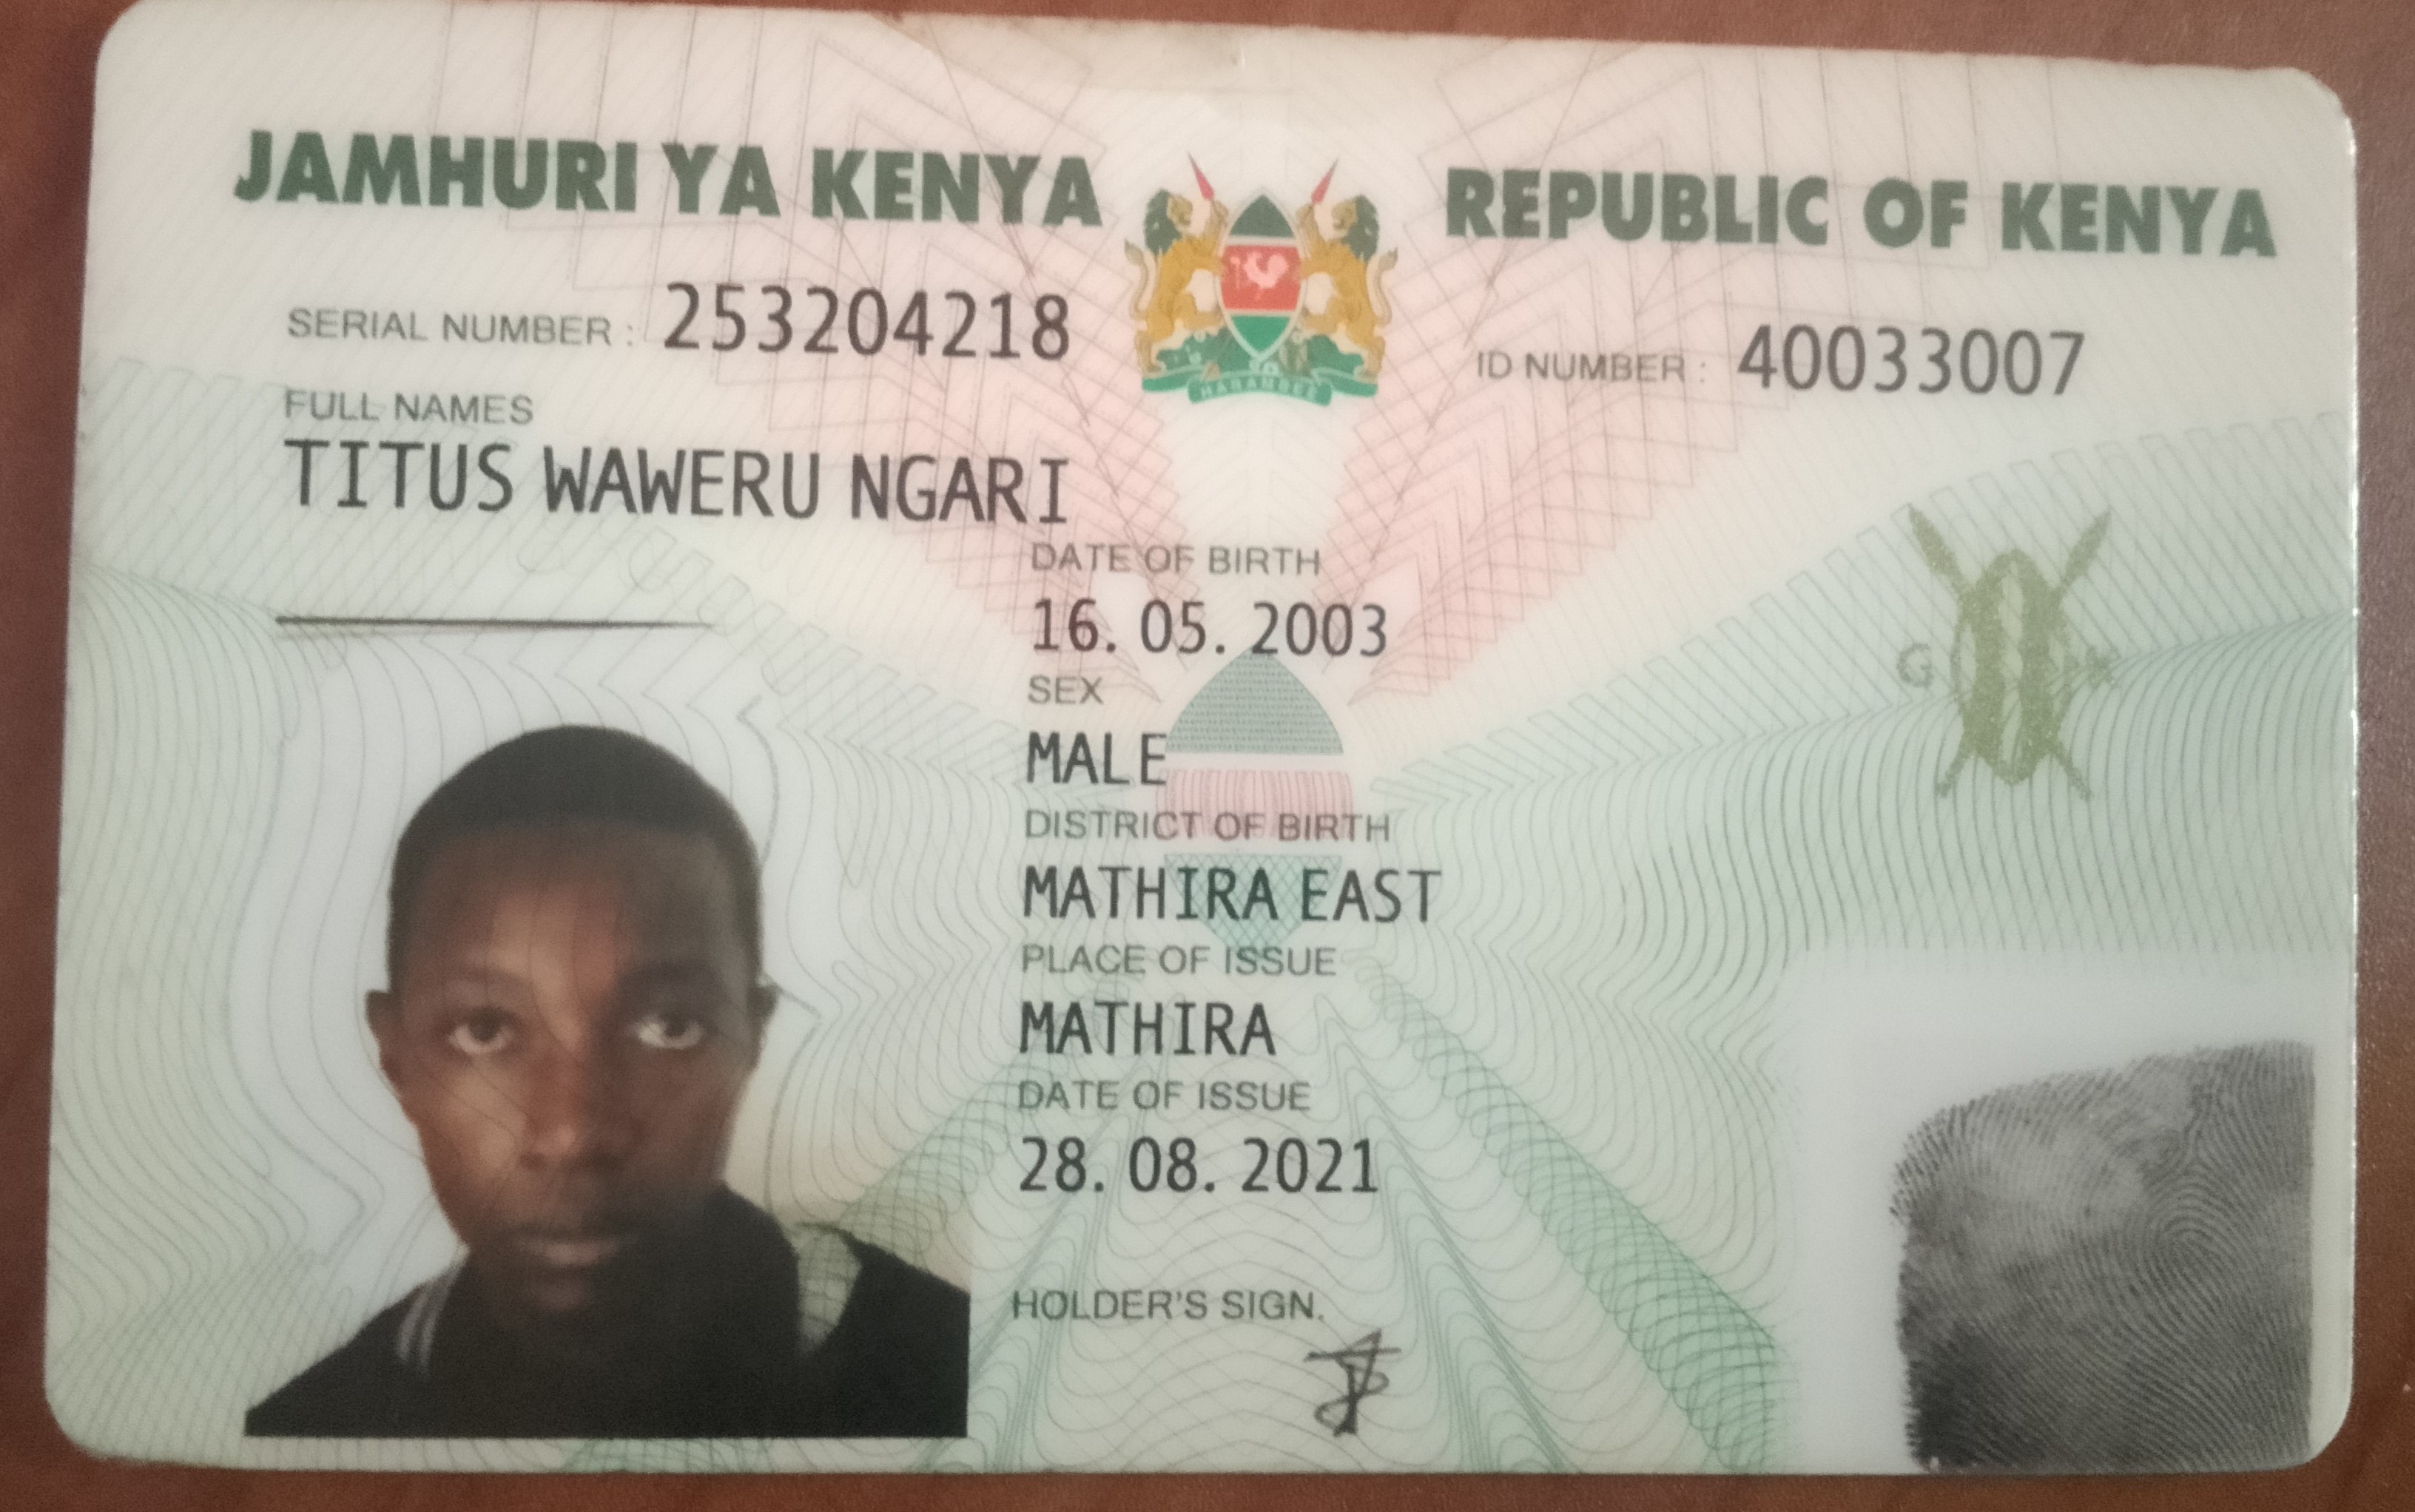 JAMHURI YA KENYA
REPUBLIC OF KENYA
SERIAL NUMBER : 253204218
ID NUMBER : 40033007
HARAMBEE
FULL NAMES
TITUS WAWERU NGARI
DATE OF BIRTH
16. 05. 2003
SEX
MALE
DISTRICT OF BIRTH
MATHIRA EAST
PLACE OF ISSUE
MATHIRA
DATE OF ISSUE
28. 08. 2021
HOLDER'S SIGN.
G K